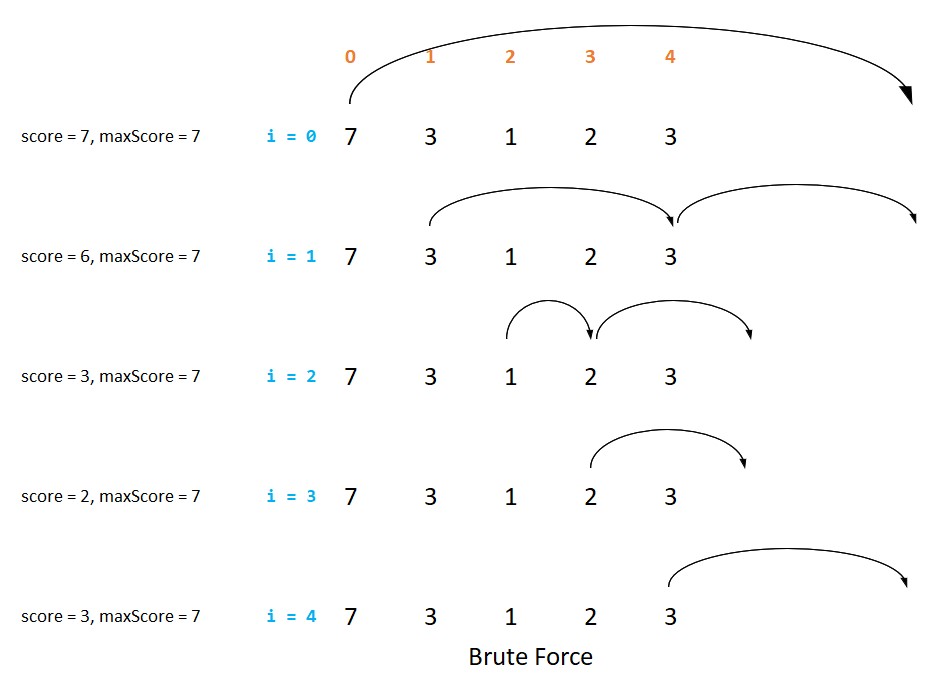 0 1 2 3 4
score = 7, maxScore = 7 i = 0 7 3 1 2 3
score = 6, maxScore = 7 i = 1 7 3 1 2 3
score = 3, maxScore = 7 i = 2 7 3 1 2 3
score = 2, maxScore = 7 i = 3 7 3 1 2 3
score = 3, maxScore = 7 i = 4 7 3 1 2 3
Brute Force